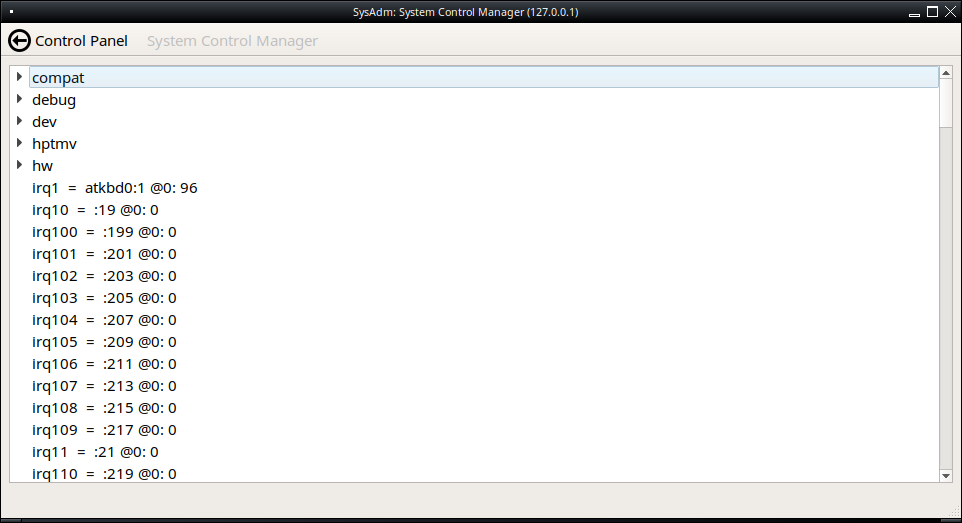 SysAdm: System Control Manager (127.0.0.1)
Control Panel System Control Manager
compat
debug
dev
hptmv
hw
irq1 = atkbd0:1 @0: 96
irq10 = :19 @0: 0
irq100 = :199 @0: 0
irq101 = :201 @0: 0
irq102 = :203 @0: 0
irq103 = :205 @0: 0
irq104 = :207 @0: 0
irq105 = :209 @0: 0
irq106 = :211 @0: 0
irq107 = :213 @0: 0
irq108 = :215 @0: 0
irq109 = :217 @0: 0
irq11 = :21 @0: 0
irq110 = :219 @0: 0